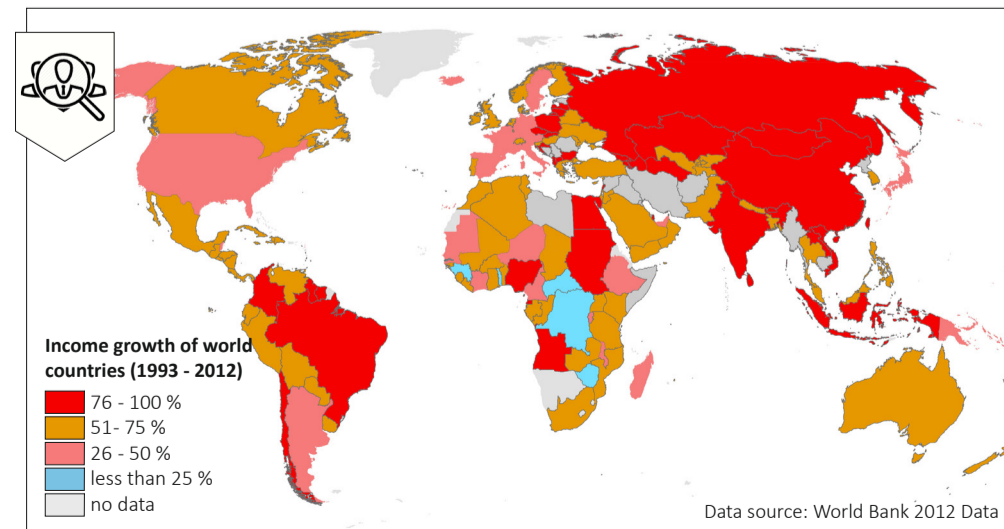 Income growth of world
countries (1993 - 2012)
76 - 100 %
51- 75 %
26 - 50 %
less than 25 %
no data
Data source: World Bank 2012 Data